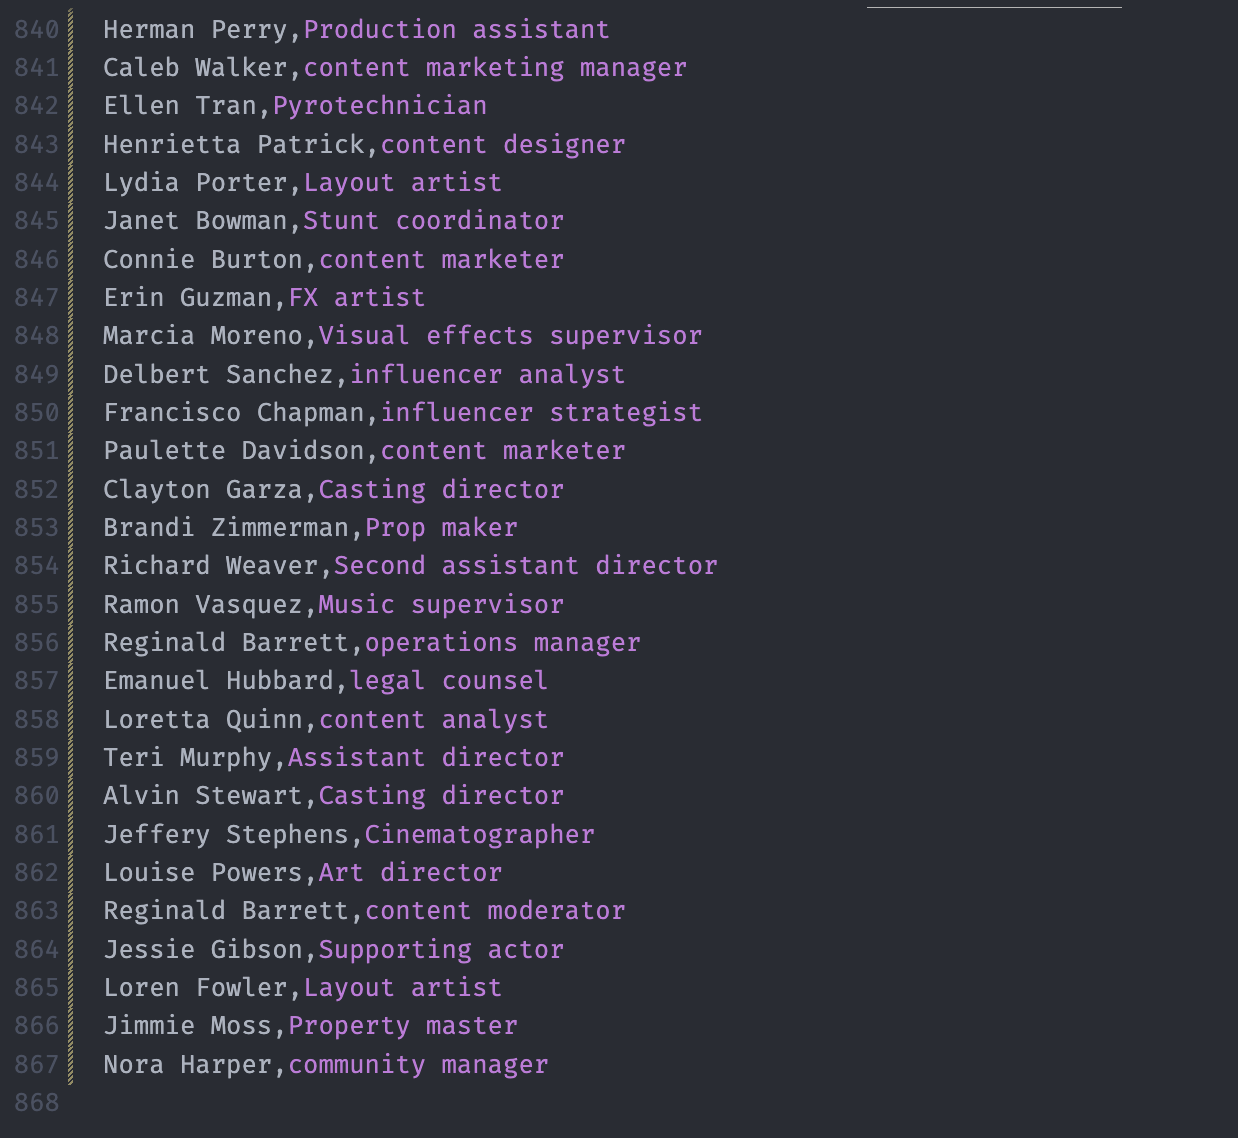 840 Herman Perry,Production assistant
841 Caleb Walker,content marketing manager
842 Ellen Tran,Pyrotechnician
843 Henrietta Patrick,content designer
844 Lydia Porter,Layout artist
845 Janet Bowman,Stunt coordinator
846 Connie Burton,content marketer
847 Erin Guzman,FX artist
848 Marcia Moreno,Visual effects supervisor
849 Delbert Sanchez,influencer analyst
850 Francisco Chapman,influencer strategist
851 Paulette Davidson,content marketer
852 Clayton Garza,Casting director
853 Brandi Zimmerman,Prop maker
854 Richard Weaver,Second assistant director
855 Ramon Vasquez,Music supervisor
856 Reginald Barrett,operations manager
857 Emanuel Hubbard,legal counsel
858 Loretta Quinn,content analyst
859 Teri Murphy,Assistant director
860 Alvin Stewart,Casting director
861 Jeffery Stephens,Cinematographer
862 Louise Powers,Art director
863 Reginald Barrett,content moderator
864 Jessie Gibson,Supporting actor
865 Loren Fowler,Layout artist
866 Jimmie Moss,Property master
867 Nora Harper,community manager
868